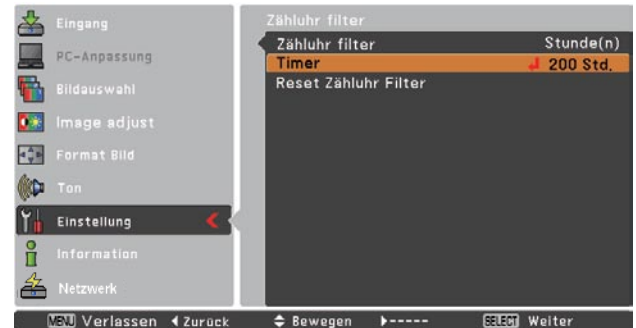 Eingang
PC-Anpassung
Bildauswahl
Image adjust
Format Bild
Ton
Einstellung
Information
Netzwerk
Zähluhr filter
Zähluhr filter Stunde(n)
Timer 200 Std.
Reset Zähluhr Filter
MENU Verlassen Zurück Bewegen ----- SELECT Weiter